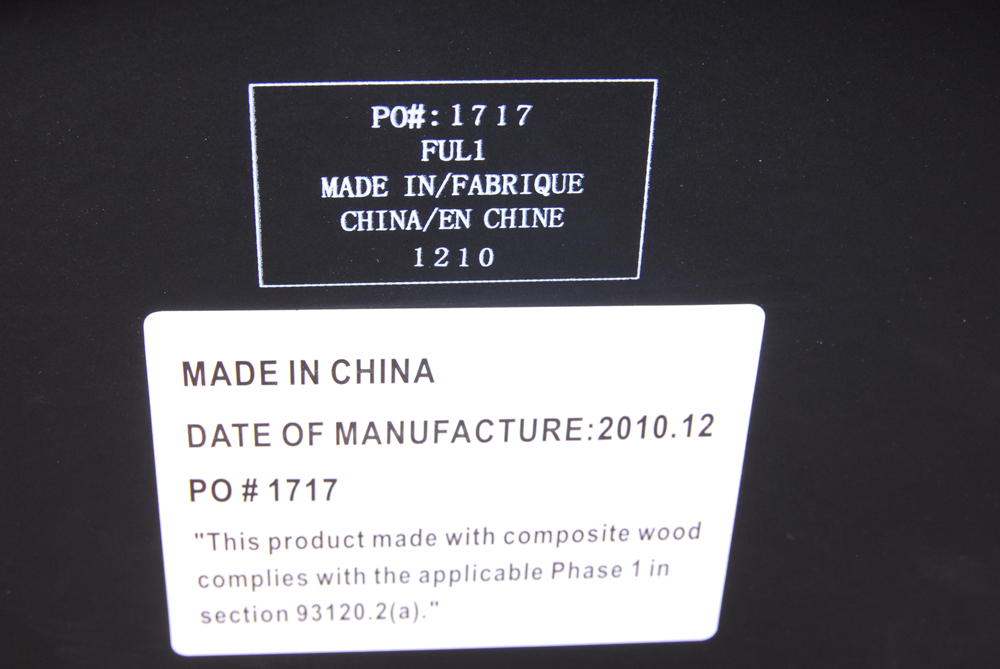 PO#:1717
FUL1
MADE IN/FABRIQUE
CHINA/EN CHINE
1210
MADE IN CHINA
DATE OF MANUFACTURE:2010.12
PO # 1717
"This product made with composite wood
complies with the applicable Phase 1 in
section 93120.2(a)."